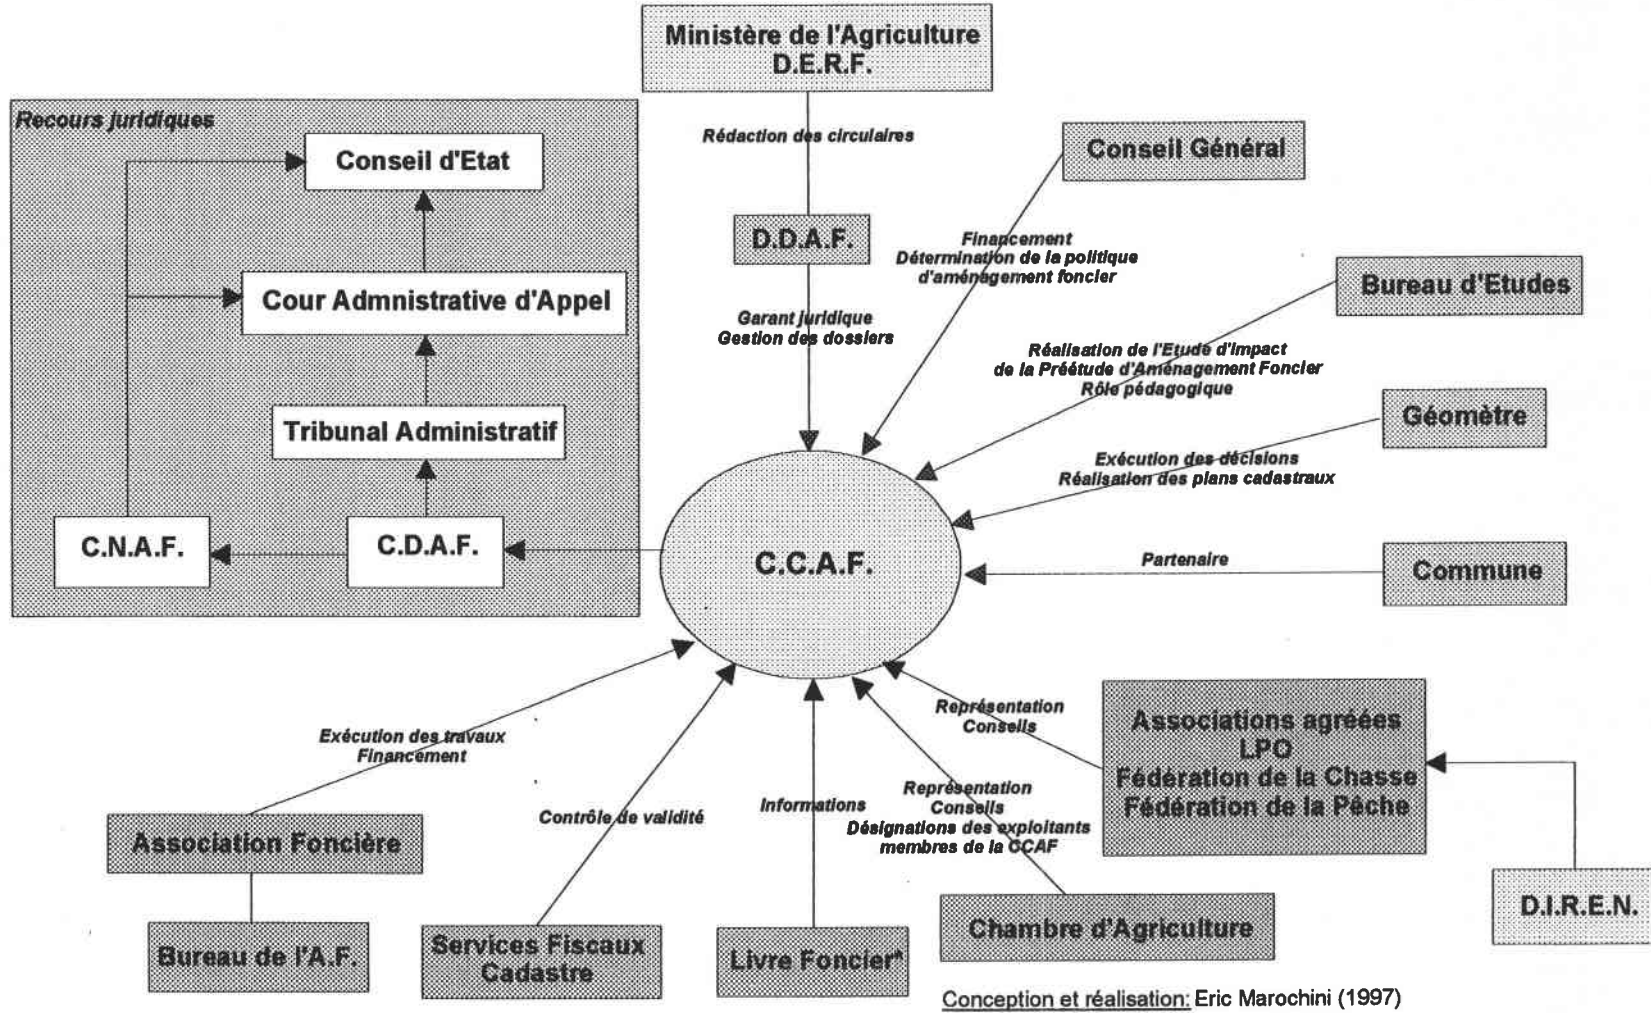 Ministère de l'Agriculture
D.E.R.F.
Recours juridiques
Rédaction des circulaires
Conseil d'Etat
Conseil Général
D.D.A.F.
Financement
Détermination de la politique
d'aménagement foncier
Cour Admnistrative d'Appel
Bureau d'Etudes
Garant juridique
Gestion des dossiers
Réalisation de l'Etude d'Impact
de la Préétude d'Aménagement Foncier
Rôle pédagogique
Géomètre
Tribunal Administratif
Exécution des décisions
Réalisation des plans cadastraux
C.N.A.F.
C.D.A.F.
C.C.A.F.
Partenaire
Commune
Représentation
Conseils
Associations agréées
LPO
Fédération de la Chasse
Fédération de la Pêche
Exécution des travaux
Financement
Contrôle de validité
Informations
Représentation
Conseils
Désignations des exploitants
membres de la CCAF
Association Foncière
D.I.R.E.N.
Bureau de l'A.F.
Services Fiscaux
Cadastre
Livre Foncier*
Chambre d'Agriculture
Conception et réalisation: Eric Marochini (1997)